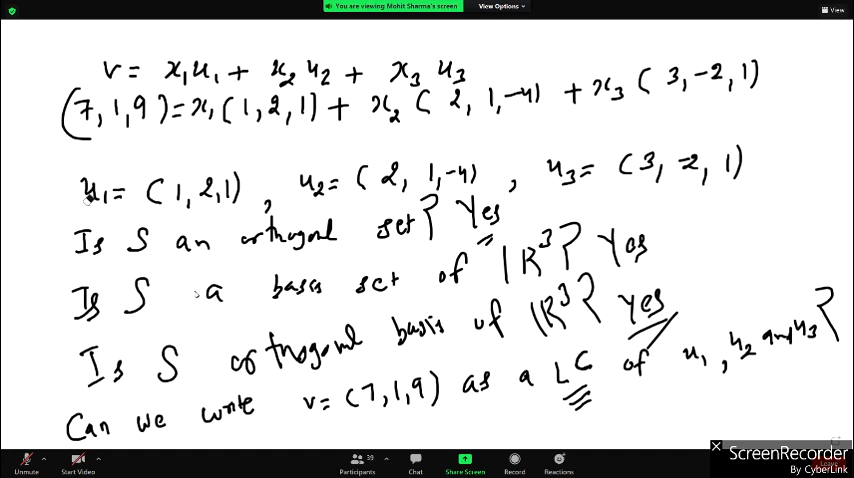 You are viewing Mohit Sharma's screen
View Options
View
v = x₁u₁ + x₂u₂ + x₃u₃
(7,1,9) = x₁(1,2,1) + x₂(2,1,-4) + x₃(3,-2,1)
u₁ = (1,2,1), u₂ = (2,1,-4), u₃ = (3,-2,1)
Is S an orthogonal set? Yes
Is S a basis set of ℝ³? Yes
Is S orthogonal basis of ℝ³? Yes
Can we write v = (7,1,9) as a LC of u₁, u₂ and u₃?
Unmute
Start Video
39
Participants
Chat
Share Screen
Record
Reactions
Leave
ScreenRecorder
By CyberLink